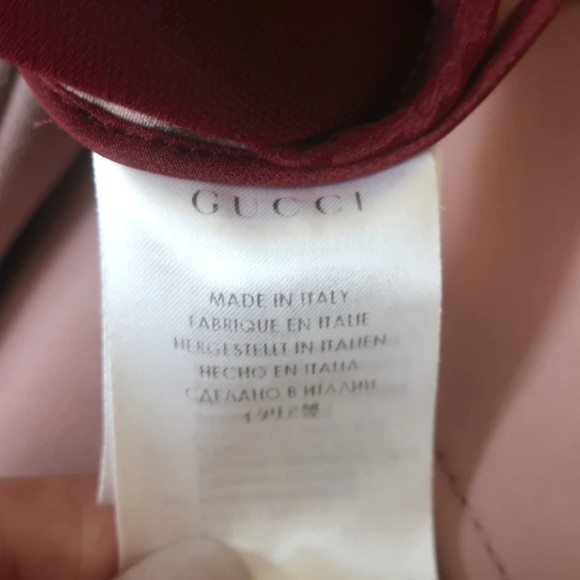 GUCCI
MADE IN ITALY
FABRIQUE EN ITALIE
HERGESTELLT IN ITALIEN
HECHO EN ITALIA
СДЕЛАНО В ИТАЛИИ